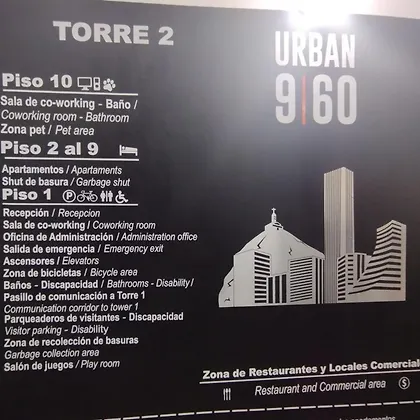 TORRE 2
URBAN
9|60
Piso 10
Sala de co-working - Baño /
Coworking room - Bathroom
Zona pet / Pet area
Piso 2 al 9
Apartamentos / Apartaments
Shut de basura / Garbage shut
Piso 1
Recepción / Recepcion
Sala de co-working / Coworking room
Oficina de Administración / Administration office
Salida de emergencia / Emergency exit
Ascensores / Elevators
Zona de bicicletas / Bicycle area
Baños - Discapacidad / Bathrooms - Disability/
Pasillo de comunicación a Torre 1
Communication corridor to tower 1
Parqueaderos de visitantes - Discapacidad
Visitor parking - Disability
Zona de recolección de basuras
Garbage collection area
Salón de juegos / Play room
Zona de Restaurantes y Locales Comercial
Restaurant and Commercial area